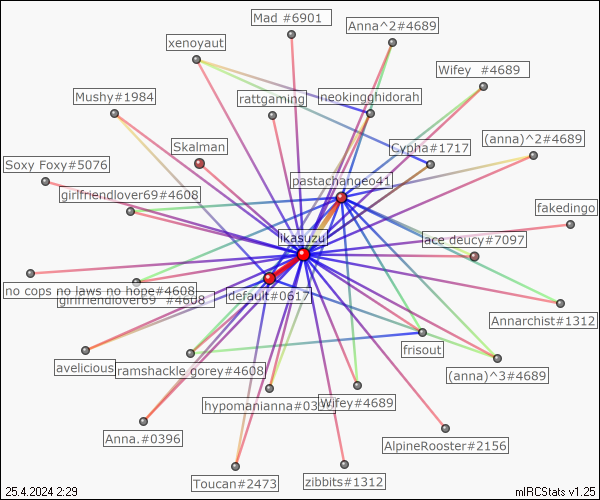 Mad #6901
Anna^2#4689
xenoyaut
Wifey  #4689
Mushy#1984
rattgaming
neokingghidorah
(anna)^2#4689
Skalman
Cypha#1717
Soxy Foxy#5076
pastachangeo41
girlfriendlover69#4608
fakedingo
ikasuzu
ace deucy#7097
no cops no laws no hope#4608
girlfriendlover69 #4608
default#0617
Annarchist#1312
frisout
avelicious
ramshackle gorey#4608
(anna)^3#4689
hypomanianna#03
Wifey#4689
Anna.#0396
AlpineRooster#2156
Toucan#2473
zibbits#1312
25.4.2024 2:29
mIRCStats v1.25